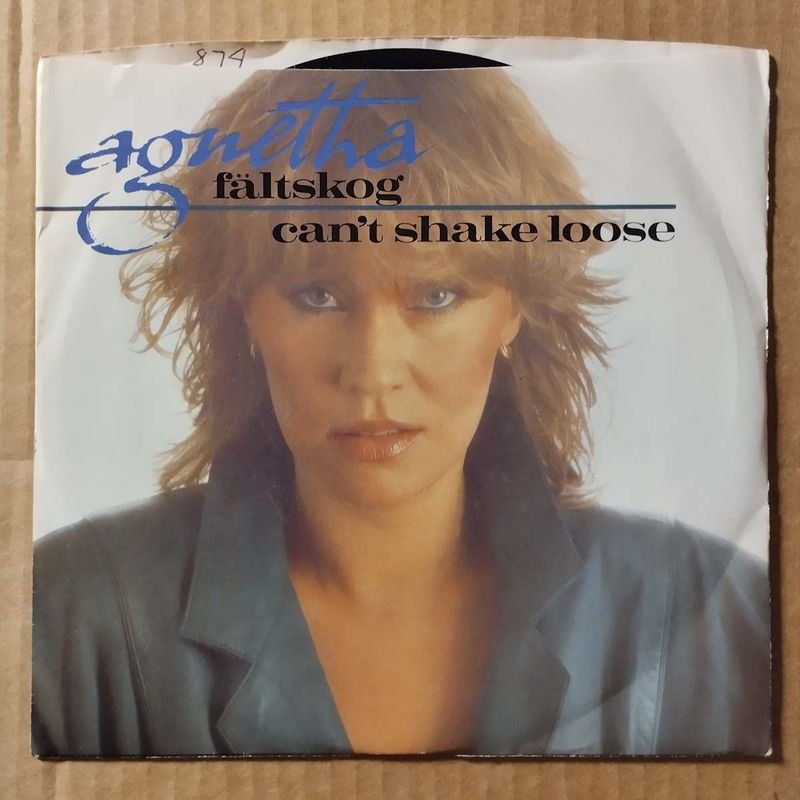 874
agnetha
fältskog
can't shake loose